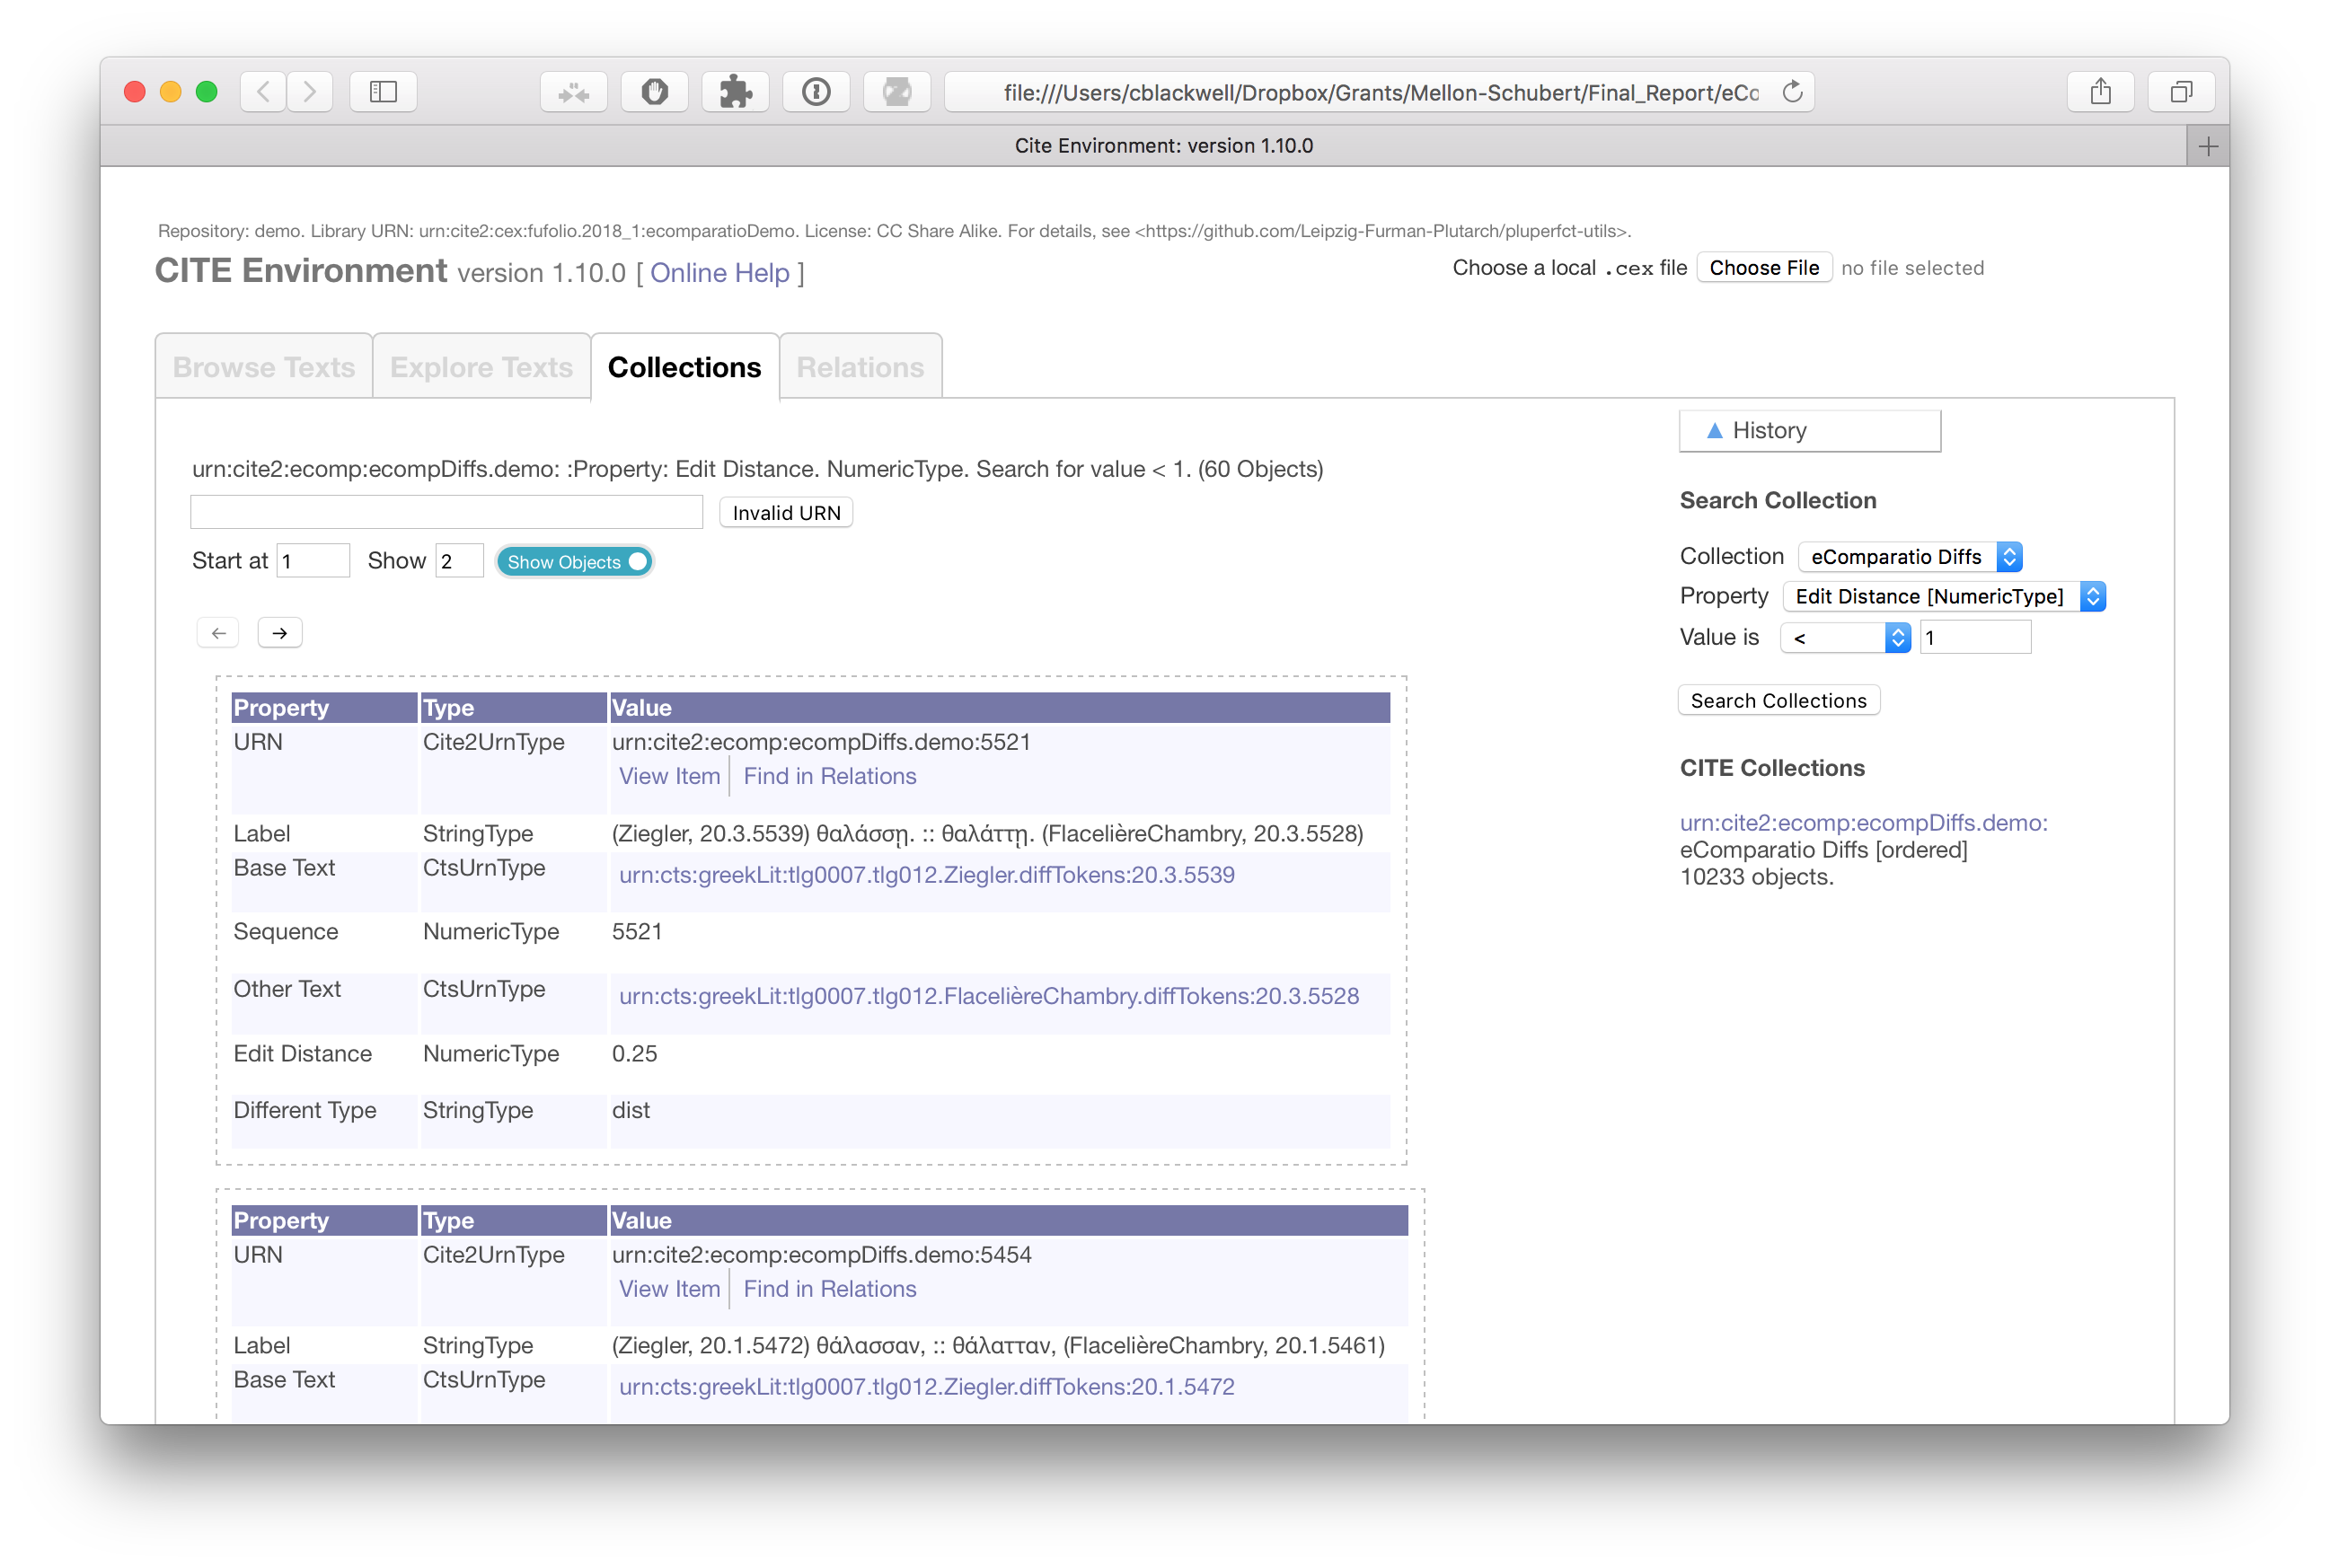 file:///Users/cblackwell/Dropbox/Grants/Mellon-Schubert/Final_Report/eCo
Cite Environment: version 1.10.0
Repository: demo. Library URN: urn:cite2:cex:fufolio.2018_1:ecomparatioDemo. License: CC Share Alike. For details, see <https://github.com/Leipzig-Furman-Plutarch/pluperfct-utils>.
CITE Environment version 1.10.0 [ Online Help ]
Choose a local .cex file Choose File no file selected
Browse Texts Explore Texts Collections Relations
urn:cite2:ecomp:ecompDiffs.demo: :Property: Edit Distance. NumericType. Search for value < 1. (60 Objects)
Invalid URN
Start at 1 Show 2 Show Objects
← →
Property Type Value
URN Cite2UrnType urn:cite2:ecomp:ecompDiffs.demo:5521
View Item Find in Relations
Label StringType (Ziegler, 20.3.5539) θαλάσσῃ. :: θαλάττῃ. (FlacelièreChambry, 20.3.5528)
Base Text CtsUrnType urn:cts:greekLit:tlg0007.tlg012.Ziegler.diffTokens:20.3.5539
Sequence NumericType 5521
Other Text CtsUrnType urn:cts:greekLit:tlg0007.tlg012.FlacelièreChambry.diffTokens:20.3.5528
Edit Distance NumericType 0.25
Different Type StringType dist
Property Type Value
URN Cite2UrnType urn:cite2:ecomp:ecompDiffs.demo:5454
View Item Find in Relations
Label StringType (Ziegler, 20.1.5472) θάλασσαν, :: θάλατταν, (FlacelièreChambry, 20.1.5461)
Base Text CtsUrnType urn:cts:greekLit:tlg0007.tlg012.Ziegler.diffTokens:20.1.5472
▲ History
Search Collection
Collection eComparatio Diffs
Property Edit Distance [NumericType]
Value is < 1
Search Collections
CITE Collections
urn:cite2:ecomp:ecompDiffs.demo:
eComparatio Diffs [ordered]
10233 objects.